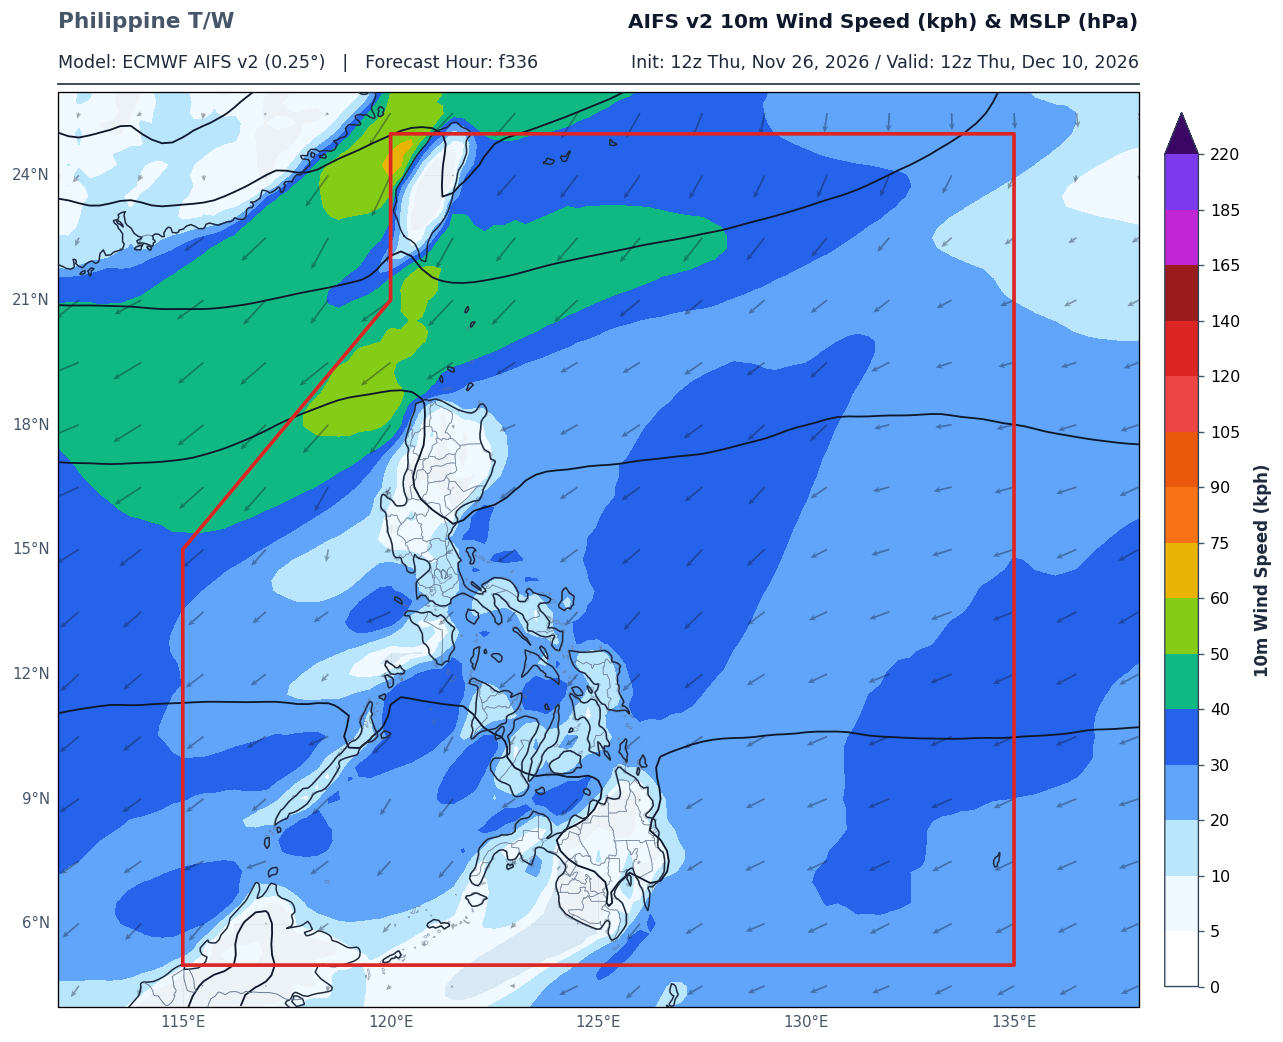 Philippine T/W
AIFS v2 10m Wind Speed (kph) & MSLP (hPa)
Model: ECMWF AIFS v2 (0.25°) | Forecast Hour: f336
Init: 12z Thu, Nov 26, 2026 / Valid: 12z Thu, Dec 10, 2026
24°N
21°N
18°N
15°N
12°N
9°N
6°N
115°E
120°E
125°E
130°E
135°E
220
185
165
140
120
105
90
75
60
50
40
30
20
10
5
0
10m Wind Speed (kph)